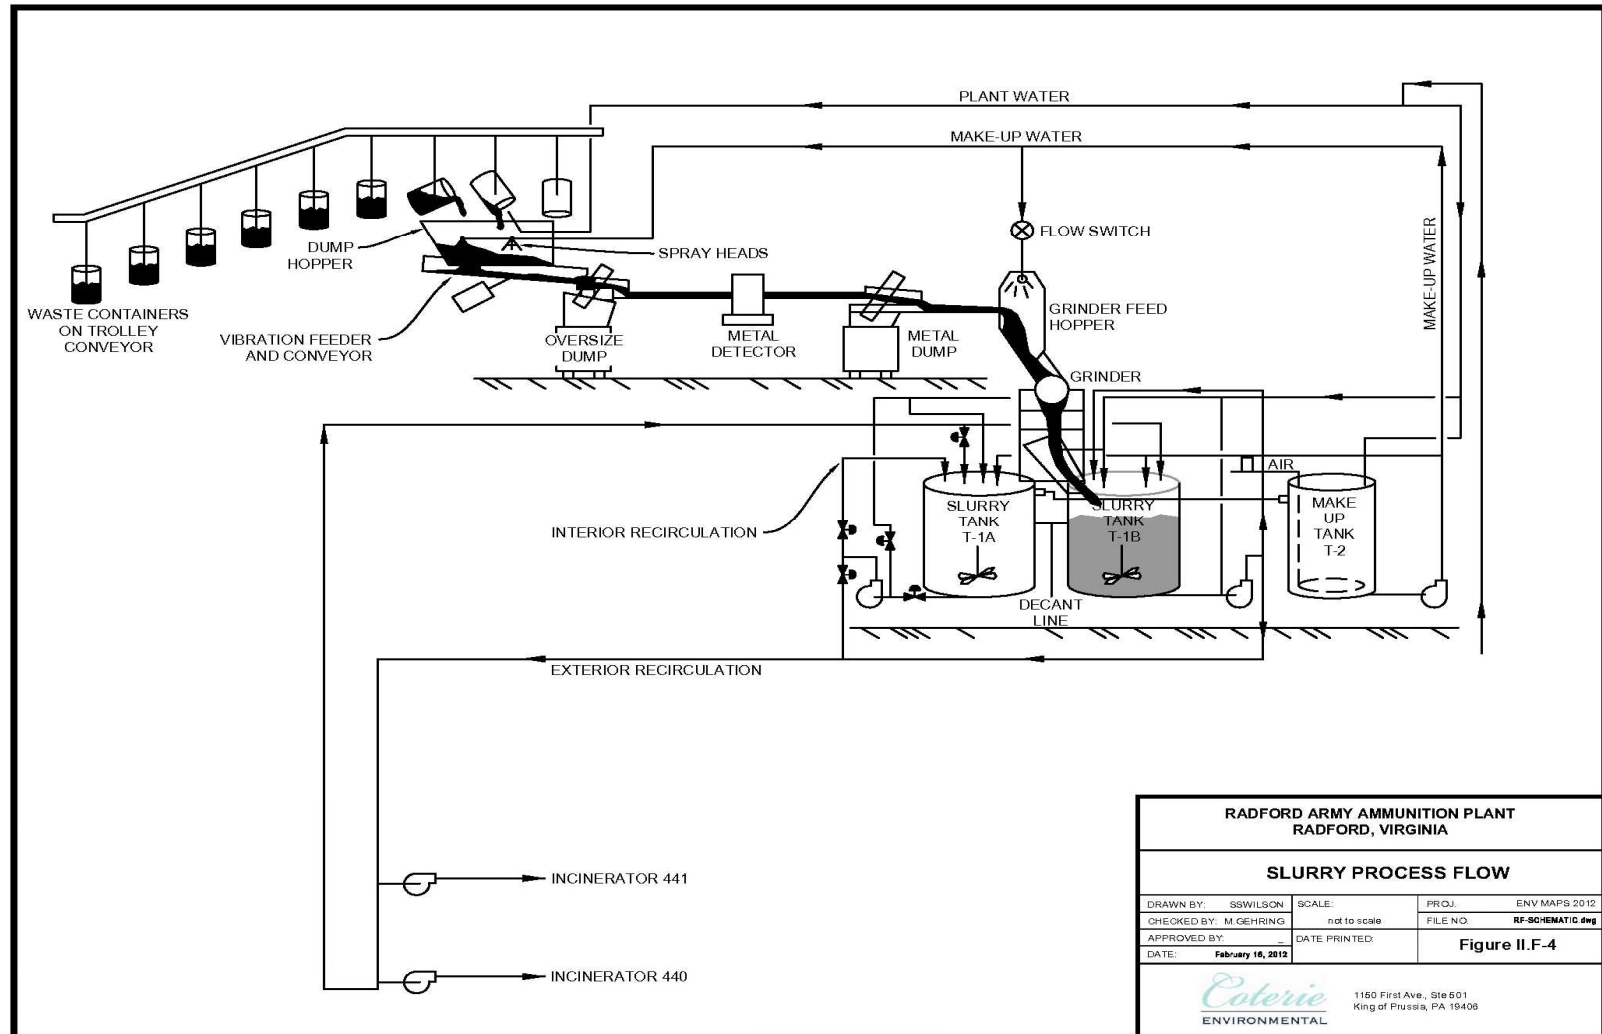 PLANT WATER
MAKE-UP WATER
FLOW SWITCH
MAKE-UP WATER
DUMP
HOPPER
SPRAY HEADS
WASTE CONTAINERS
ON TROLLEY
CONVEYOR
VIBRATION FEEDER
AND CONVEYOR
OVERSIZE
DUMP
METAL
DETECTOR
METAL
DUMP
GRINDER FEED
HOPPER
GRINDER
AIR
INTERIOR RECIRCULATION
SLURRY
TANK
T-1A
SLURRY
TANK
T-1B
MAKE
UP
TANK
T-2
DECANT
LINE
EXTERIOR RECIRCULATION
INCINERATOR 441
INCINERATOR 440
RADFORD ARMY AMMUNITION PLANT
RADFORD, VIRGINIA
SLURRY PROCESS FLOW
DRAWN BY: SSWILSON SCALE: PROJ. ENV MAPS 2012
CHECKED BY: M.GEHRING not to scale FILE NO. RF-SCHEMATIC.dwg
APPROVED BY: _ DATE PRINTED: Figure II.F-4
DATE: February 16, 2012
Coterie
ENVIRONMENTAL
1150 First Ave., Ste 501
King of Prussia, PA 19406